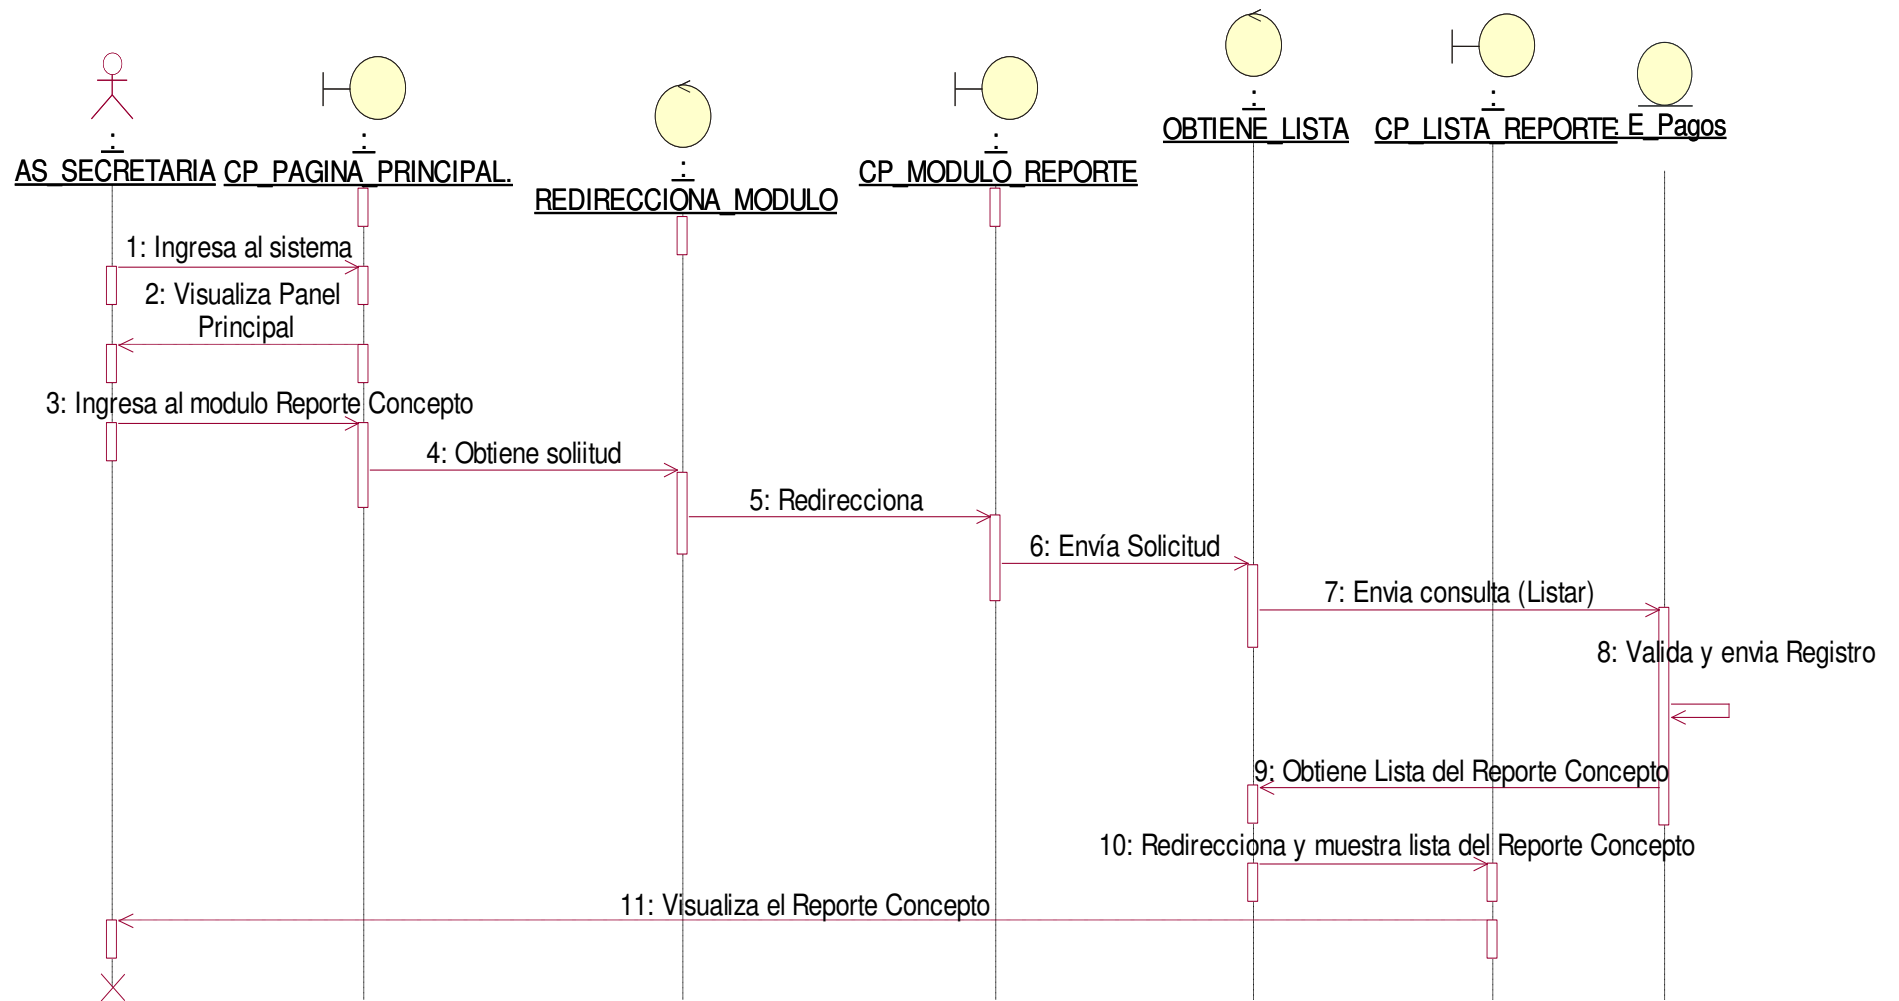 :
AS_SECRETARIA
:
CP_PAGINA_PRINCIPAL.
:
REDIRECCIONA_MODULO
:
CP_MODULO_REPORTE
:
OBTIENE_LISTA
:
CP_LISTA_REPORTE
: E_Pagos
1: Ingresa al sistema
2: Visualiza Panel
Principal
3: Ingresa al modulo Reporte Concepto
4: Obtiene soliitud
5: Redirecciona
6: Envía Solicitud
7: Envia consulta (Listar)
8: Valida y envia Registro
9: Obtiene Lista del Reporte Concepto
10: Redirecciona y muestra lista del Reporte Concepto
11: Visualiza el Reporte Concepto